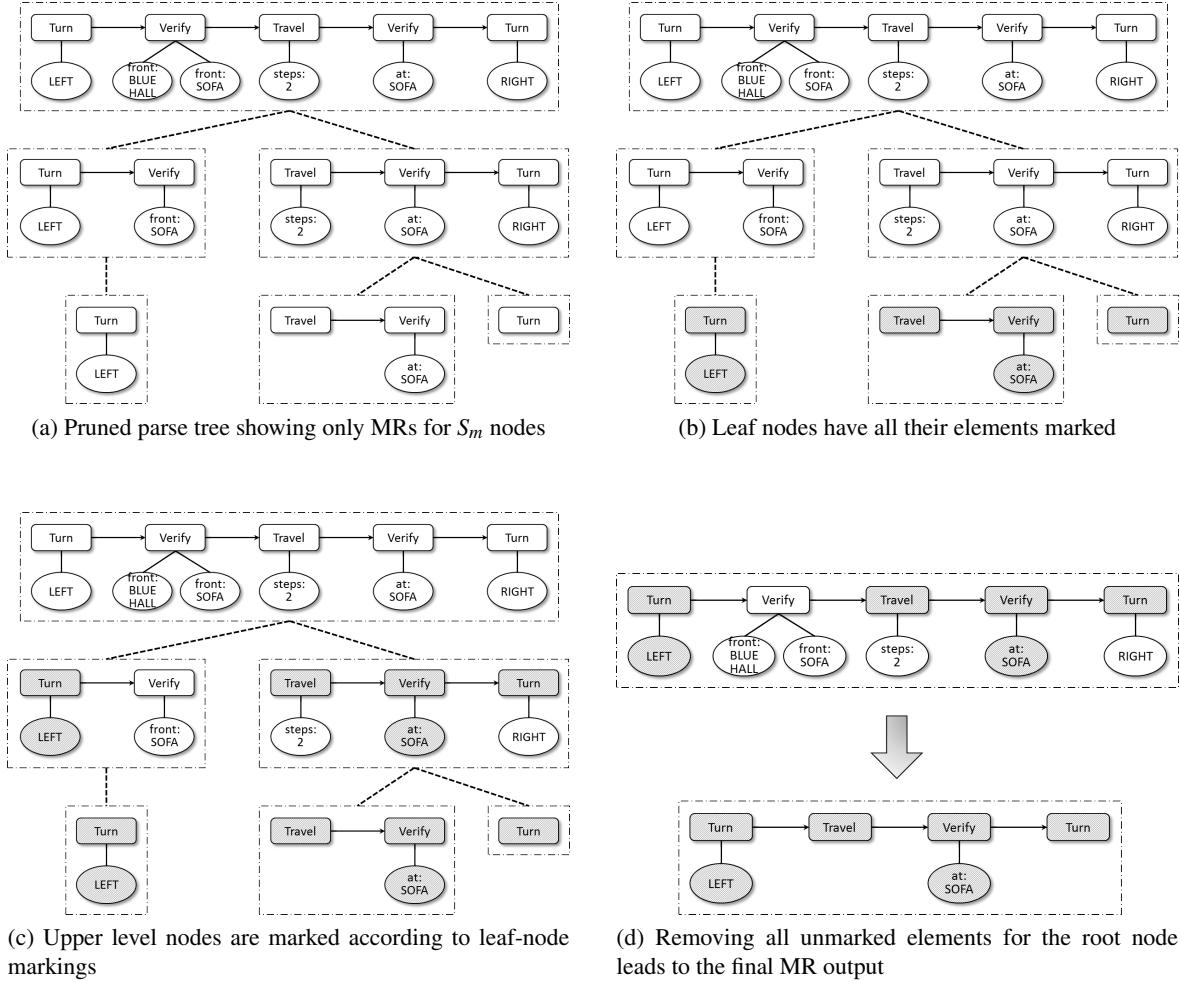 Turn Verify Travel Verify Turn
LEFT front: BLUE HALL front: SOFA steps: 2 at: SOFA RIGHT
Turn Verify Travel Verify Turn
LEFT front: SOFA steps: 2 at: SOFA RIGHT
Turn Travel Verify Turn
LEFT at: SOFA
(a) Pruned parse tree showing only MRs for Sm nodes
Turn Verify Travel Verify Turn
LEFT front: BLUE HALL front: SOFA steps: 2 at: SOFA RIGHT
Turn Verify Travel Verify Turn
LEFT front: SOFA steps: 2 at: SOFA RIGHT
Turn Travel Verify Turn
LEFT at: SOFA
(b) Leaf nodes have all their elements marked
Turn Verify Travel Verify Turn
LEFT front: BLUE HALL front: SOFA steps: 2 at: SOFA RIGHT
Turn Verify Travel Verify Turn
LEFT front: SOFA steps: 2 at: SOFA RIGHT
Turn Travel Verify Turn
LEFT at: SOFA
(c) Upper level nodes are marked according to leaf-node
markings
Turn Verify Travel Verify Turn
LEFT front: BLUE HALL front: SOFA steps: 2 at: SOFA RIGHT
Turn Travel Verify Turn
LEFT at: SOFA
(d) Removing all unmarked elements for the root node
leads to the final MR output